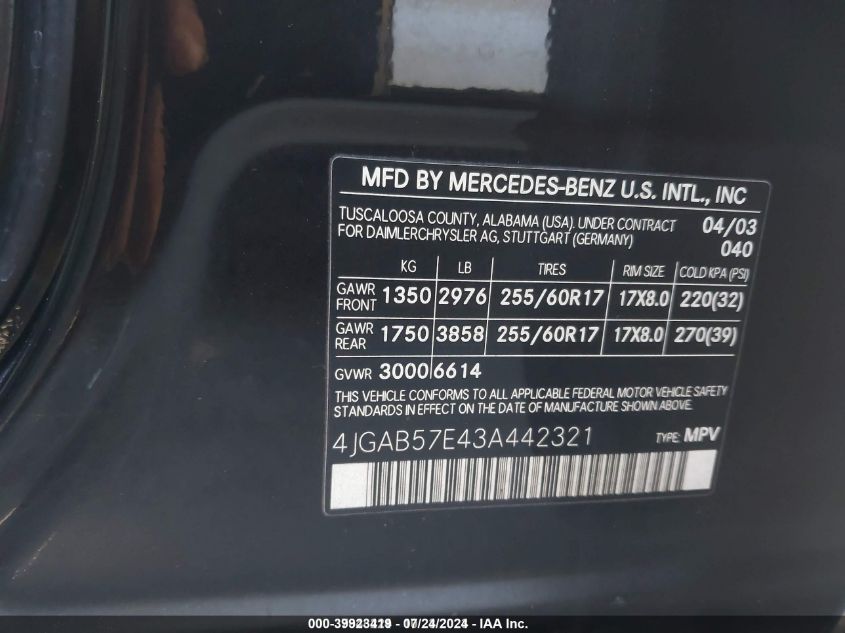 MFD BY MERCEDES-BENZ U.S. INTL., INC
TUSCALOOSA COUNTY, ALABAMA (USA). UNDER CONTRACT 04/03
FOR DAIMLERCHRYSLER AG, STUTTGART (GERMANY) 040
KG LB TIRES RIM SIZE COLD KPA (PSI)
GAWR FRONT 1350 2976 255/60R17 17X8.0 220(32)
GAWR REAR 1750 3858 255/60R17 17X8.0 270(39)
GVWR 3000 6614
THIS VEHICLE CONFORMS TO ALL APPLICABLE FEDERAL MOTOR VEHICLE SAFETY
STANDARDS IN EFFECT ON THE DATE OF MANUFACTURE SHOWN ABOVE.
4JGAB57E43A442321 TYPE: MPV
07/24/2024 - IAA Inc.